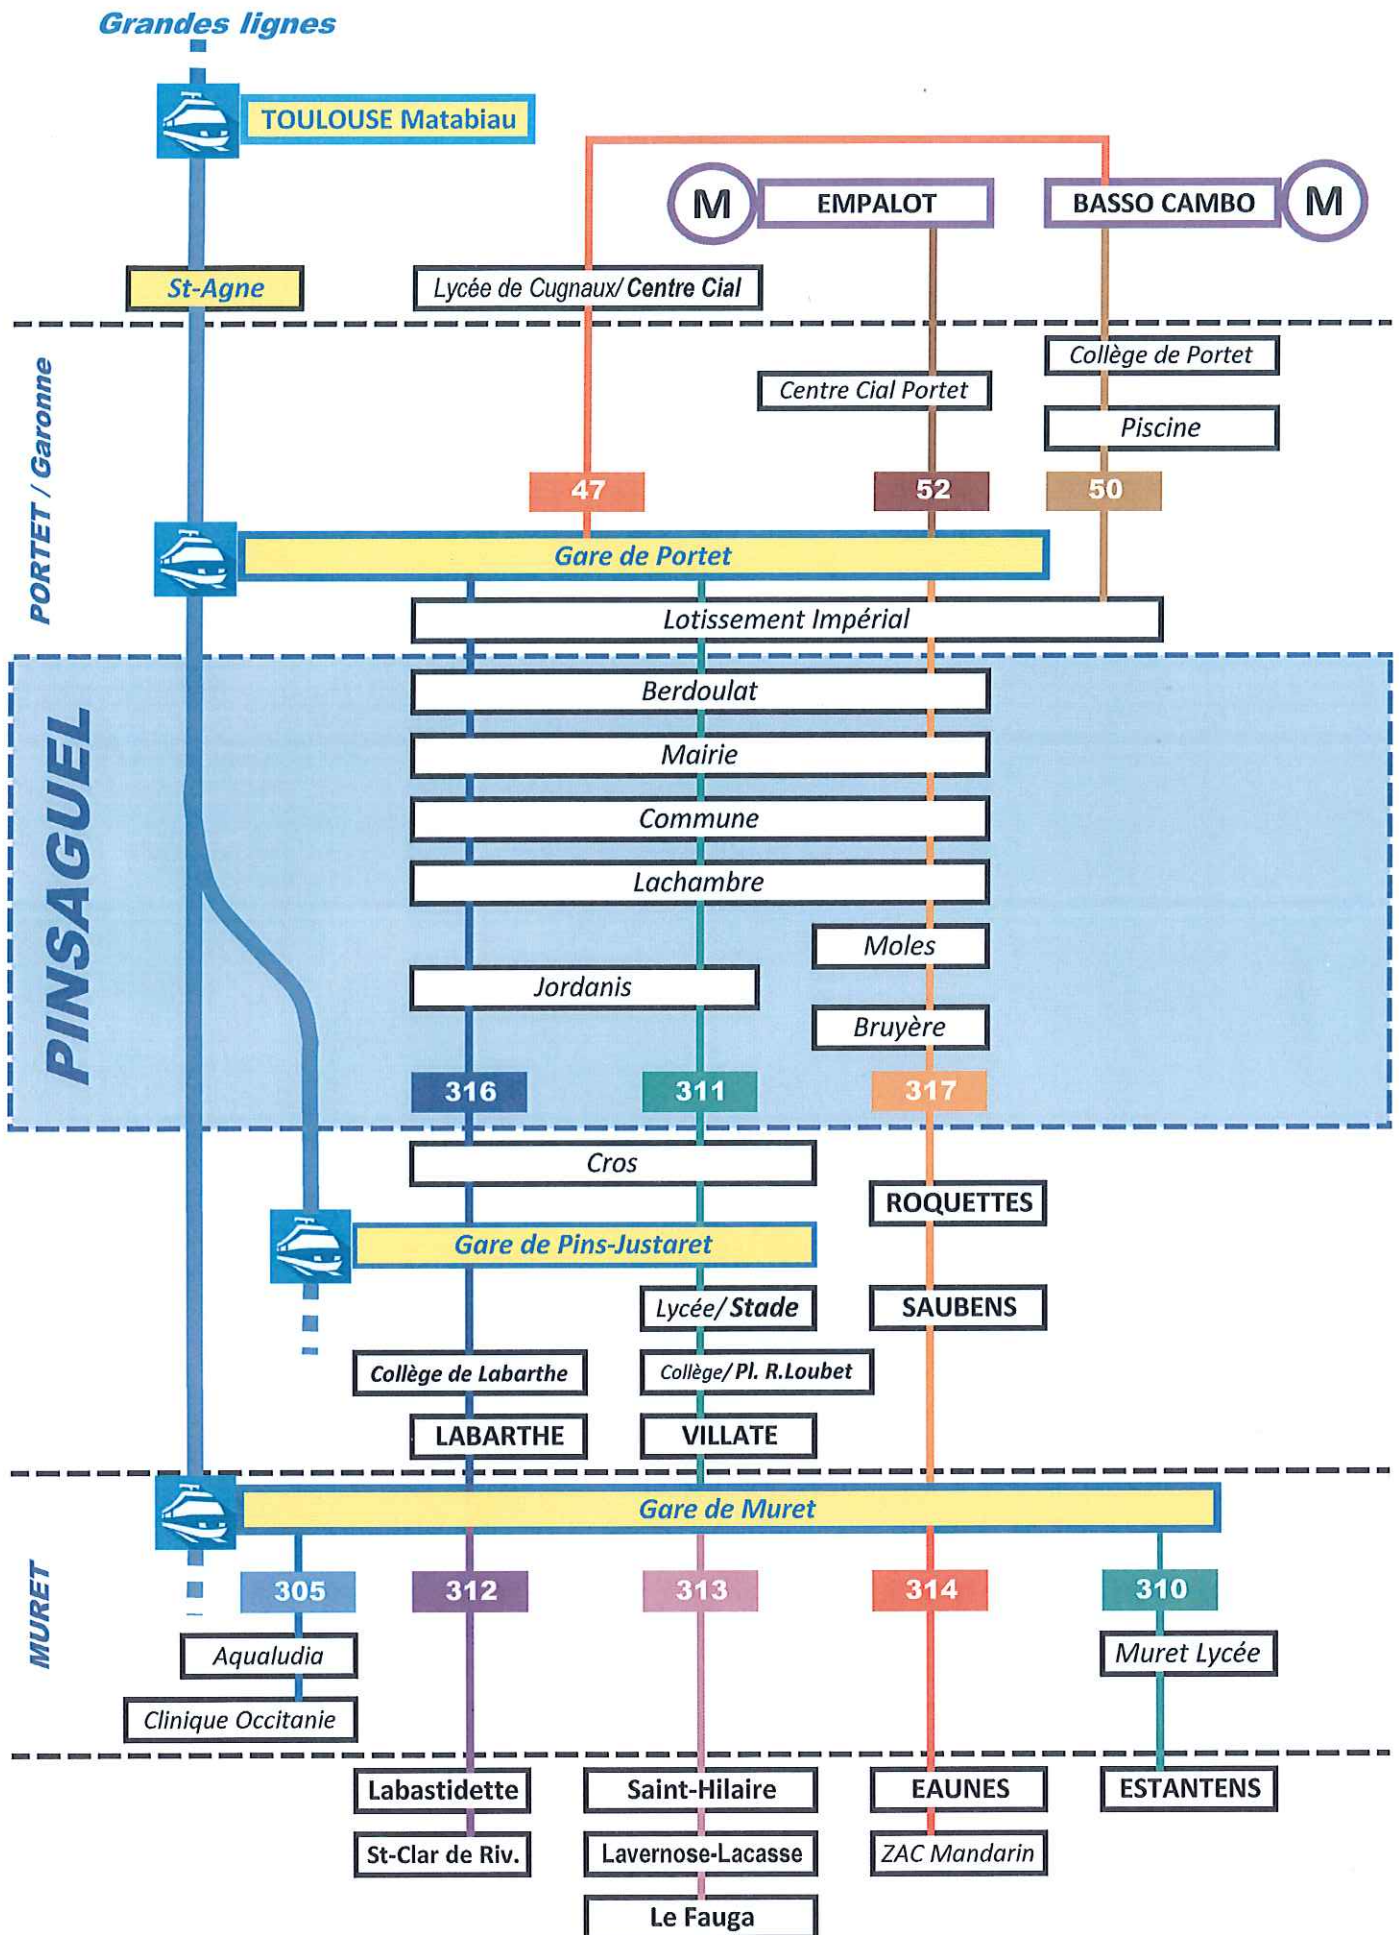 Grandes lignes
TOULOUSE Matabiau
M
EMPALOT
BASSO CAMBO
M
St-Agne
Lycée de Cugnaux/ Centre Cial
PORTET / Garonne
Collège de Portet
Centre Cial Portet
Piscine
47
52
50
Gare de Portet
Lotissement Impérial
PINSAGUEL
Berdoulat
Mairie
Commune
Lachambre
Moles
Jordanis
Bruyère
316
311
317
Cros
ROQUETTES
Gare de Pins-Justaret
Lycée/ Stade
SAUBENS
Collège de Labarthe
Collège/ Pl. R.Loubet
LABARTHE
VILLATE
Gare de Muret
MURET
305
312
313
314
310
Aqualudia
Muret Lycée
Clinique Occitanie
Labastidette
Saint-Hilaire
EAUNES
ESTANTENS
St-Clar de Riv.
Lavernose-Lacasse
ZAC Mandarin
Le Fauga